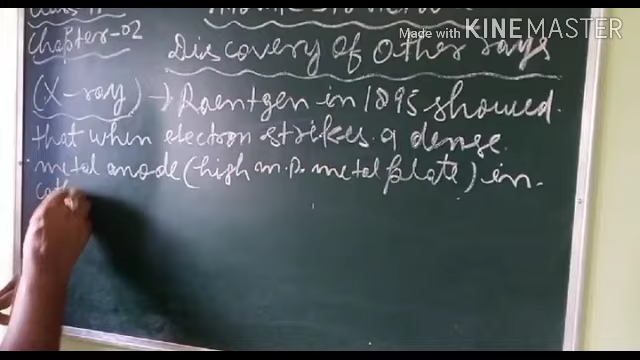 Made with KINEMASTER
Chapter-02
Discovery of Other rays
(X-ray) → Roentgen in 1895 showed
that when electron strikes a dense
metal anode (high m.p. metal plate) in
cath